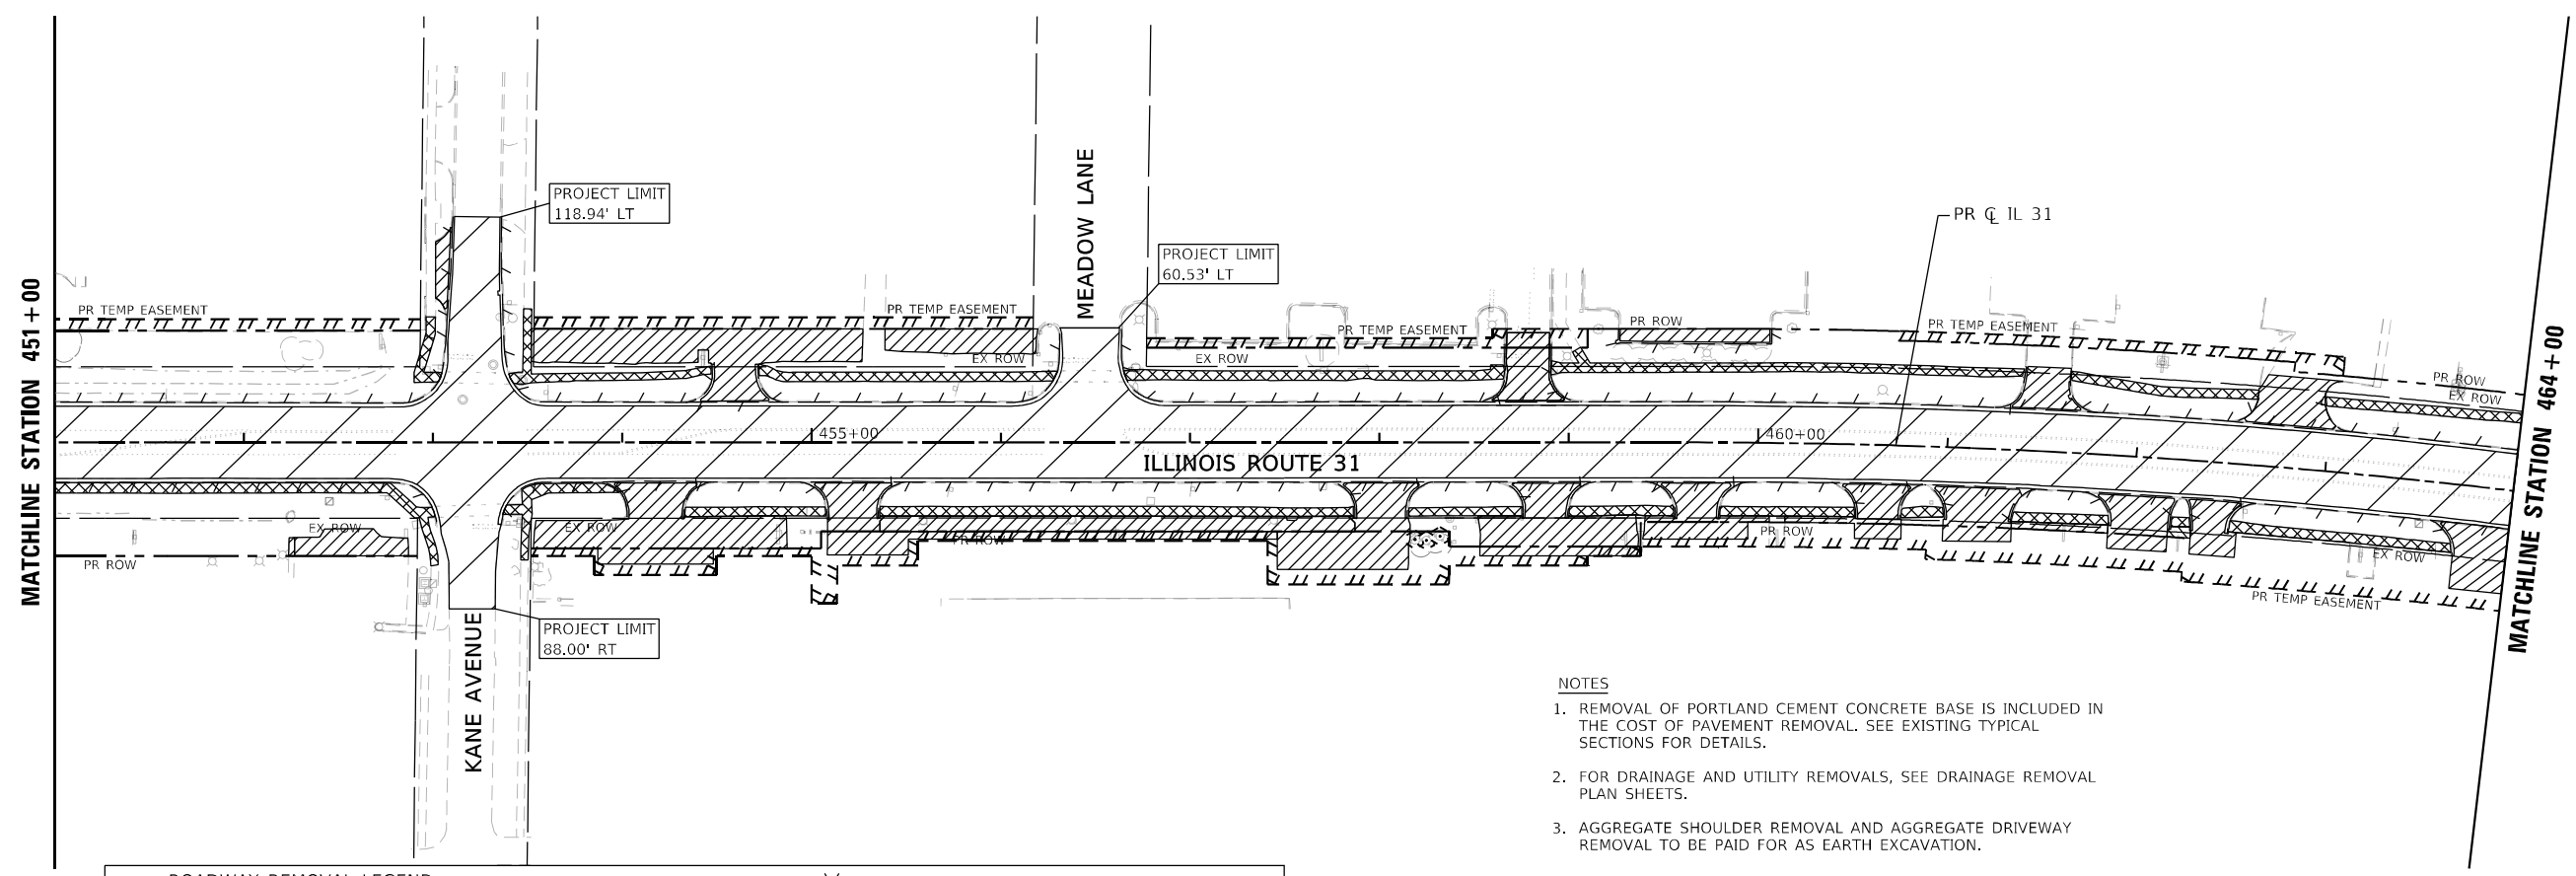 MATCHLINE STATION 451+00
PROJECT LIMIT
118.94' LT
MEADOW LANE
PR ℄ IL 31
PROJECT LIMIT
60.53' LT
PR TEMP EASEMENT
PR TEMP EASEMENT
PR TEMP EASEMENT
PR ROW
PR TEMP EASEMENT
EX ROW
EX ROW
PR ROW
EX ROW
MATCHLINE STATION 464+00
455+00
460+00
ILLINOIS ROUTE 31
EX ROW
EX ROW
PR ROW
PR ROW
EX ROW
PR ROW
PR TEMP EASEMENT
KANE AVENUE
PROJECT LIMIT
88.00' RT
NOTES
1. REMOVAL OF PORTLAND CEMENT CONCRETE BASE IS INCLUDED IN
THE COST OF PAVEMENT REMOVAL. SEE EXISTING TYPICAL
SECTIONS FOR DETAILS.
2. FOR DRAINAGE AND UTILITY REMOVALS, SEE DRAINAGE REMOVAL
PLAN SHEETS.
3. AGGREGATE SHOULDER REMOVAL AND AGGREGATE DRIVEWAY
REMOVAL TO BE PAID FOR AS EARTH EXCAVATION.
ROADWAY REMOVAL LEGEND